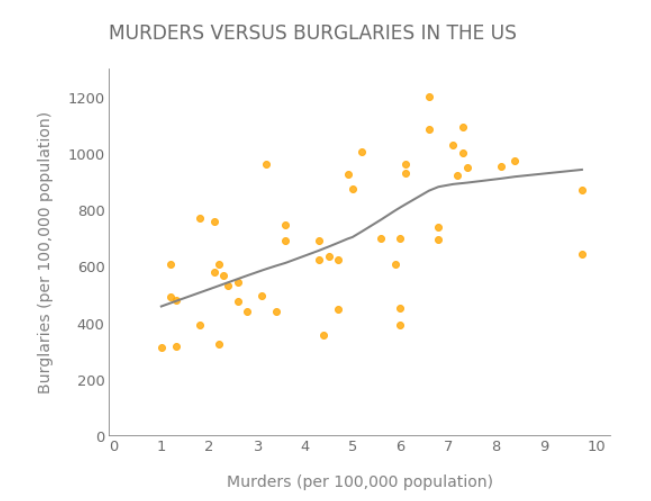 MURDERS VERSUS BURGLARIES IN THE US
Burglaries (per 100,000 population)
1200
1000
800
600
400
200
0
0 1 2 3 4 5 6 7 8 9 10
Murders (per 100,000 population)